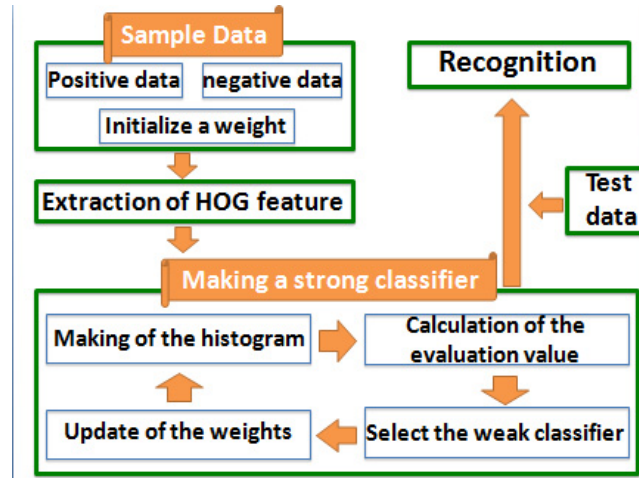 Sample Data
Positive data
negative data
Initialize a weight
Extraction of HOG feature
Recognition
Test
data
Making a strong classifier
Making of the histogram
Calculation of the
evaluation value
Update of the weights
Select the weak classifier